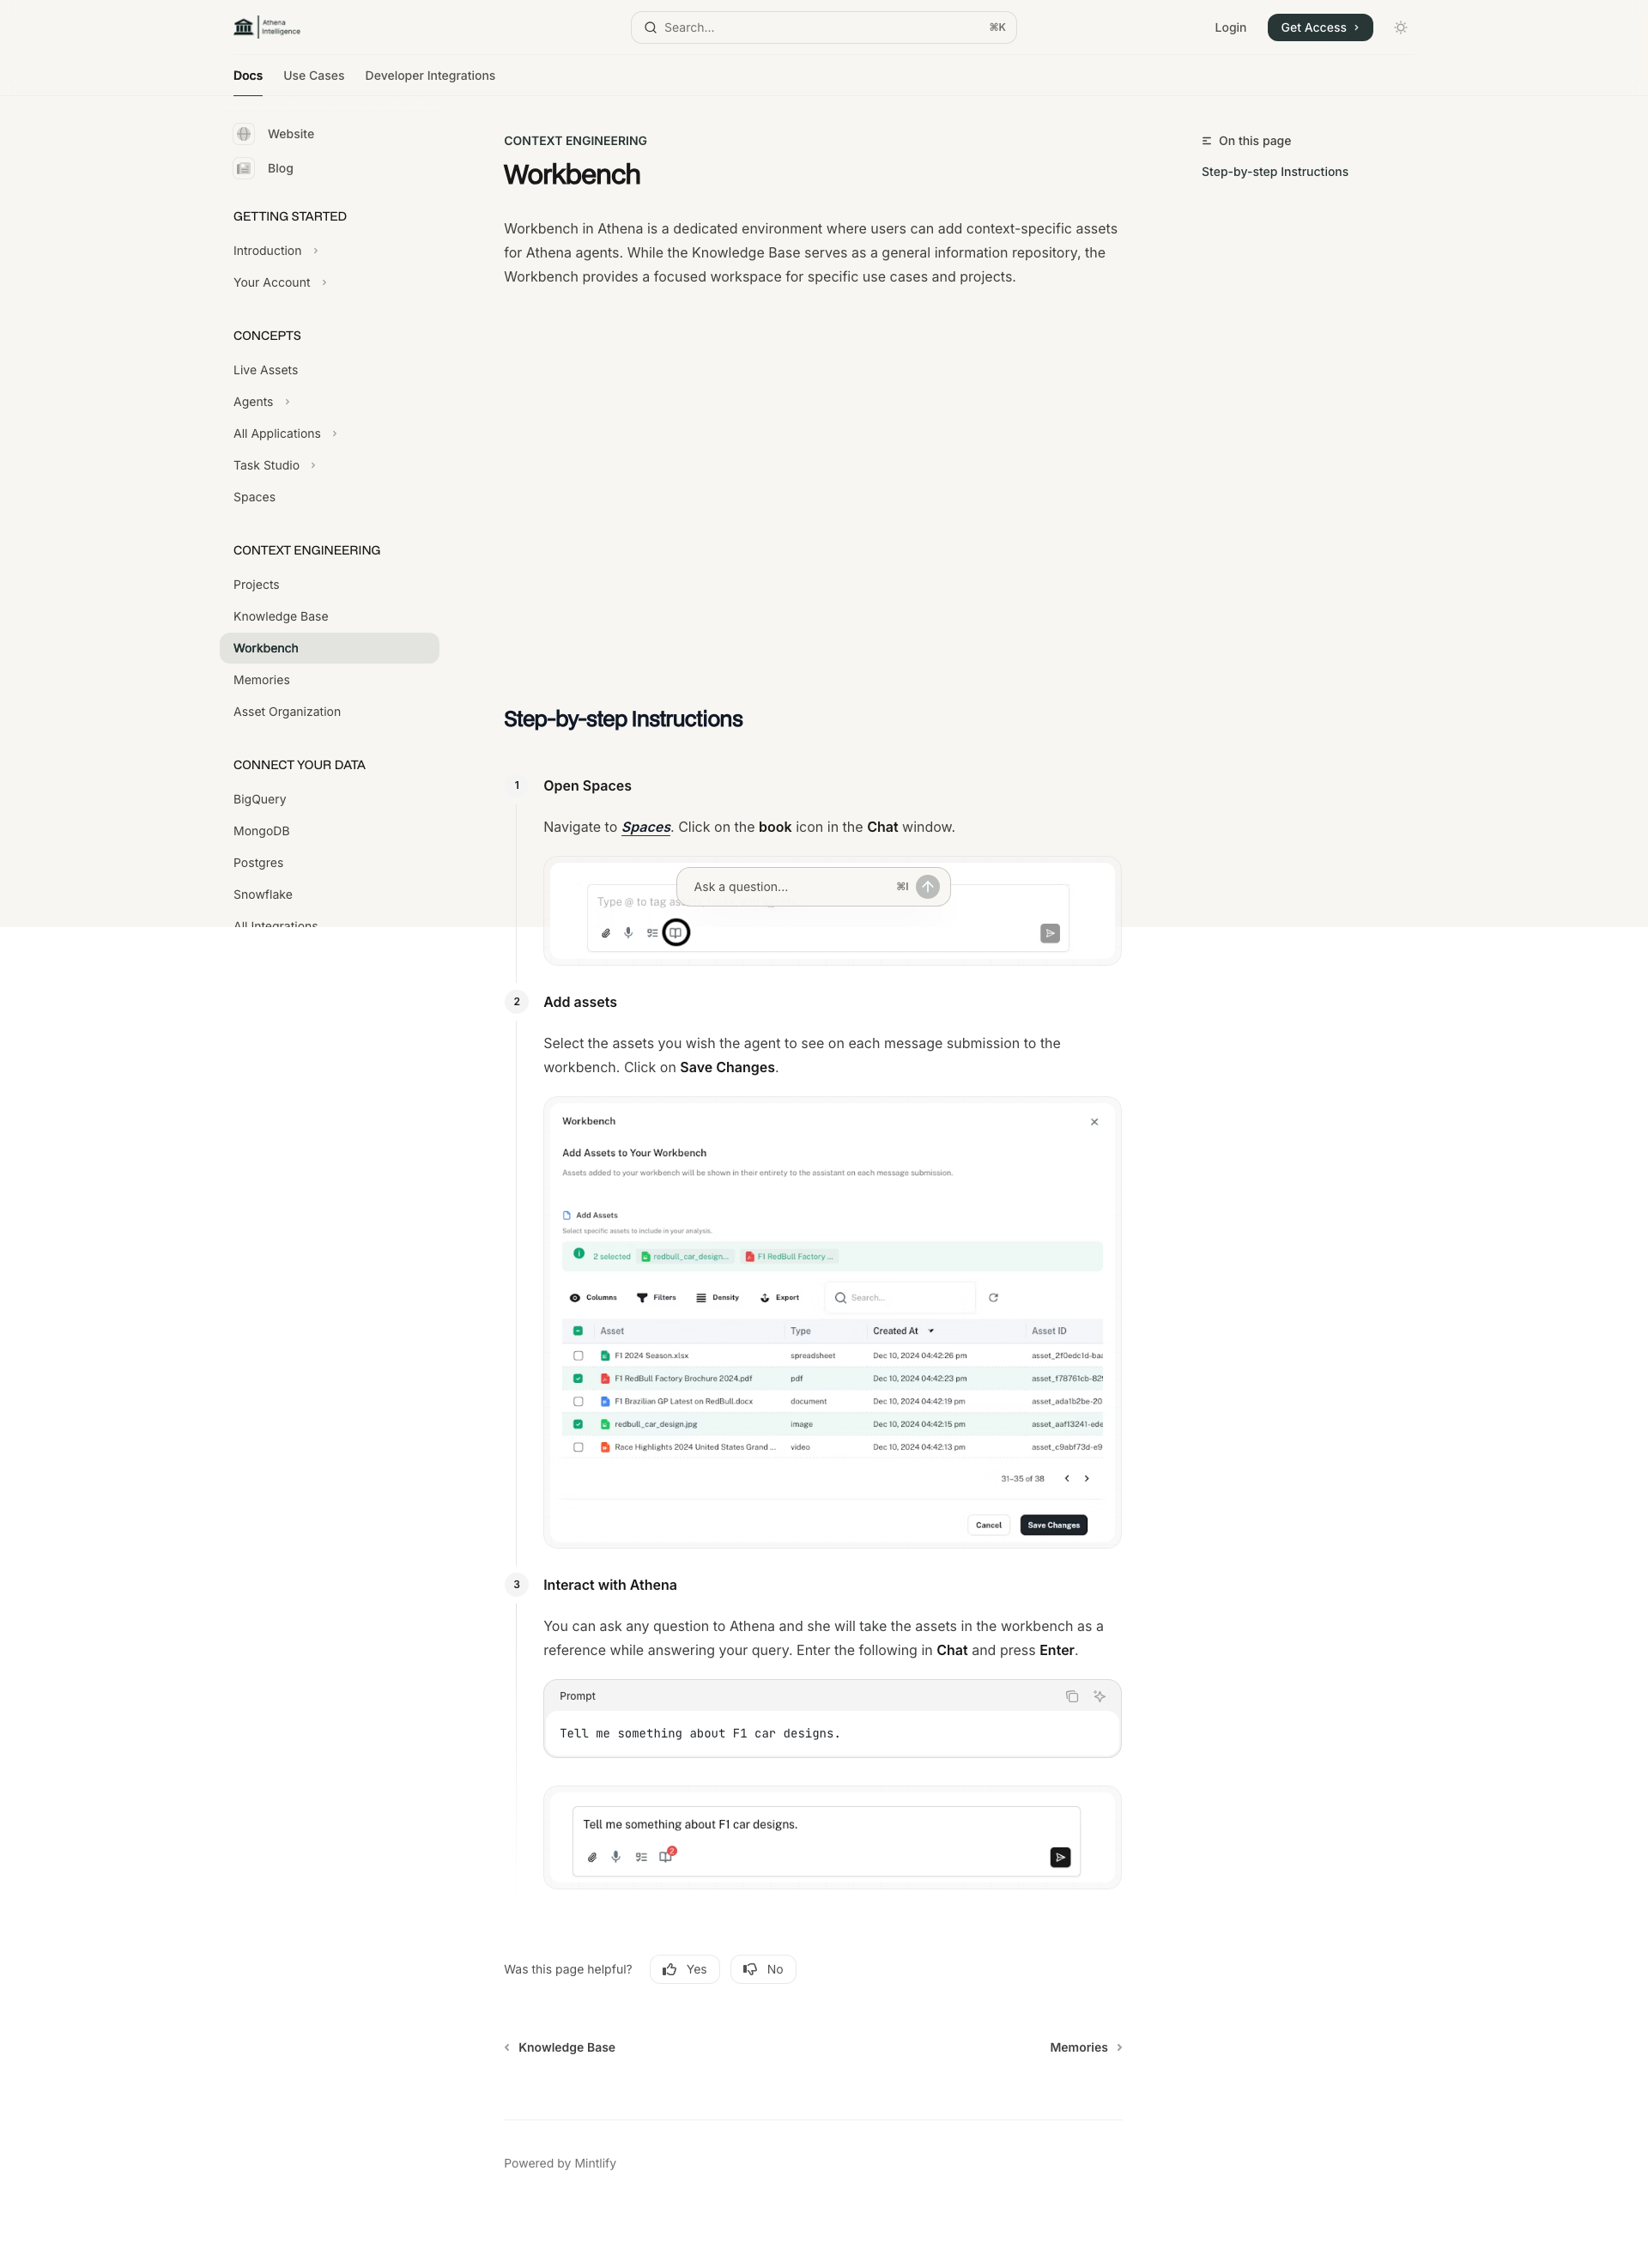 Athena
Intelligence
Search...
⌘K
Login
Get Access
Docs
Use Cases
Developer Integrations
Website
Blog
GETTING STARTED
Introduction
Your Account
CONCEPTS
Live Assets
Agents
All Applications
Task Studio
Spaces
CONTEXT ENGINEERING
Projects
Knowledge Base
Workbench
Memories
Asset Organization
CONNECT YOUR DATA
BigQuery
MongoDB
Postgres
Snowflake
All Integrations
CONTEXT ENGINEERING
Workbench
Workbench in Athena is a dedicated environment where users can add context-specific assets
for Athena agents. While the Knowledge Base serves as a general information repository, the
Workbench provides a focused workspace for specific use cases and projects.
On this page
Step-by-step Instructions
Step-by-step Instructions
1
Open Spaces
Navigate to Spaces. Click on the book icon in the Chat window.
Ask a question...
⌘I
Type @ to tag
2
Add assets
Select the assets you wish the agent to see on each message submission to the
workbench. Click on Save Changes.
Workbench
Add Assets to Your Workbench
Assets added to your workbench will be shown in their entirety to the assistant on each message submission.
Add Assets
Select specific assets to include in your analysis.
2 selected redbull_car_design... F1 RedBull Factory ...
Columns Filters Density Export Search...
Asset Type Created At Asset ID
F1 2024 Season.xlsx spreadsheet Dec 10, 2024 04:42:26 pm asset_2f0edc1d-baa
F1 RedBull Factory Brochure 2024.pdf pdf Dec 10, 2024 04:42:23 pm asset_f78761cb-829
F1 Brazilian GP Latest on RedBull.docx document Dec 10, 2024 04:42:19 pm asset_ada1b2be-20
redbull_car_design.jpg image Dec 10, 2024 04:42:15 pm asset_aaf13241-ede
Race Highlights 2024 United States Grand ... video Dec 10, 2024 04:42:13 pm asset_c9abf73d-e9
31–35 of 38
Cancel Save Changes
3
Interact with Athena
You can ask any question to Athena and she will take the assets in the workbench as a
reference while answering your query. Enter the following in Chat and press Enter.
Prompt
Tell me something about F1 car designs.
Tell me something about F1 car designs.
2
Was this page helpful?
Yes
No
Knowledge Base
Memories
Powered by Mintlify